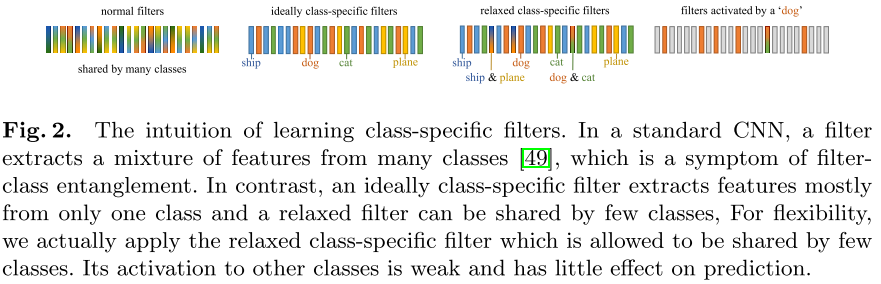 normal filters
ideally class-specific filters
relaxed class-specific filters
filters activated by a ‘dog’
shared by many classes
ship
dog
cat
plane
ship
dog
cat
plane
ship & plane
dog & cat
Fig. 2. The intuition of learning class-specific filters. In a standard CNN, a filter
extracts a mixture of features from many classes [49], which is a symptom of filter-
class entanglement. In contrast, an ideally class-specific filter extracts features mostly
from only one class and a relaxed filter can be shared by few classes, For flexibility,
we actually apply the relaxed class-specific filter which is allowed to be shared by few
classes. Its activation to other classes is weak and has little effect on prediction.